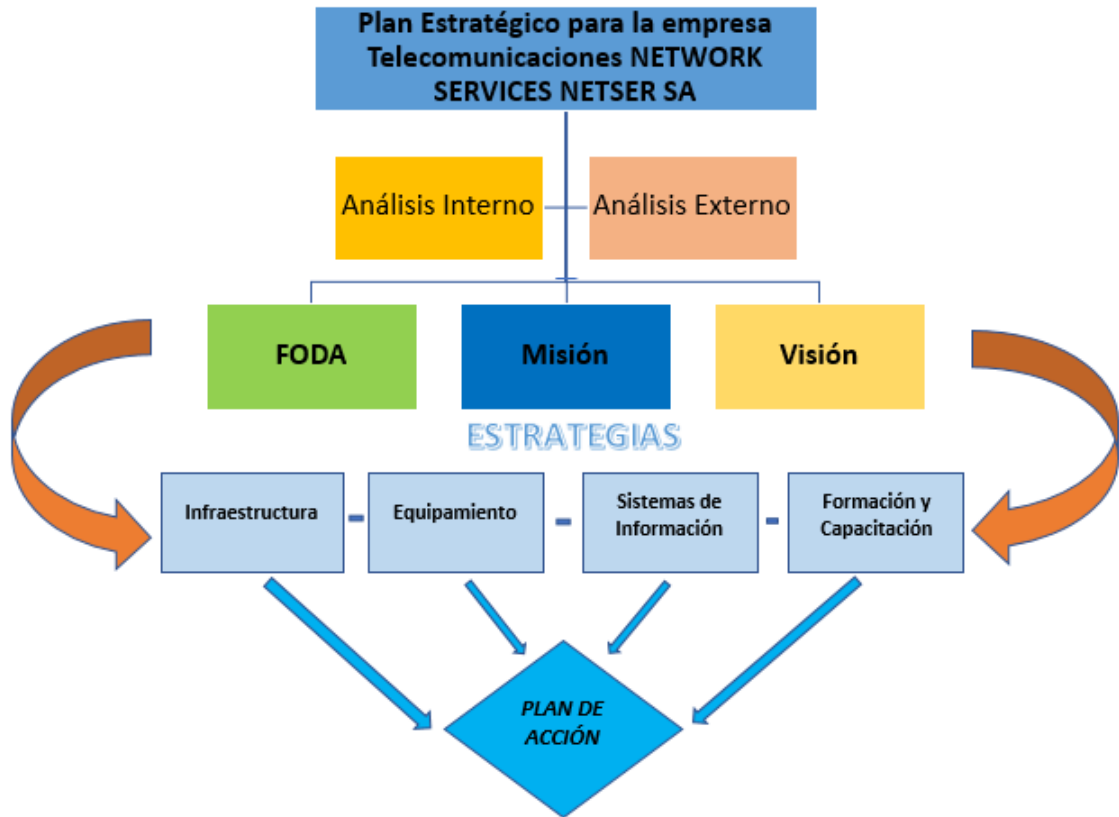 Plan Estratégico para la empresa
Telecomunicaciones NETWORK
SERVICES NETSER SA
Análisis Interno
Análisis Externo
FODA
Misión
Visión
ESTRATEGIAS
Infraestructura
-
Equipamiento
-
Sistemas de
Información
-
Formación y
Capacitación
PLAN DE
ACCIÓN